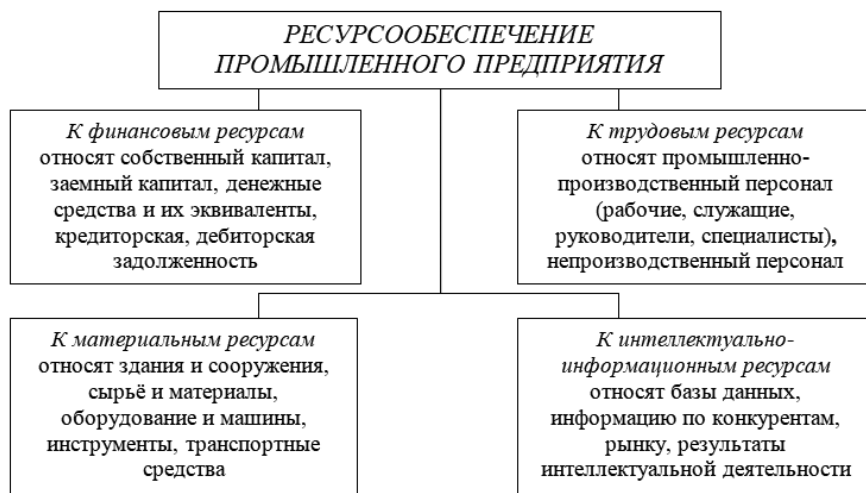 РЕСУРСООБЕСПЕЧЕНИЕ
ПРОМЫШЛЕННОГО ПРЕДПРИЯТИЯ
К финансовым ресурсам
относят собственный капитал,
заемный капитал, денежные
средства и их эквиваленты,
кредиторская, дебиторская
задолженность
К трудовым ресурсам
относят промышленно-
производственный персонал
(рабочие, служащие,
руководители, специалисты),
непроизводственный персонал
К материальным ресурсам
относят здания и сооружения,
сырьё и материалы,
оборудование и машины,
инструменты, транспортные
средства
К интеллектуально-
информационным ресурсам
относят базы данных,
информацию по конкурентам,
рынку, результаты
интеллектуальной деятельности